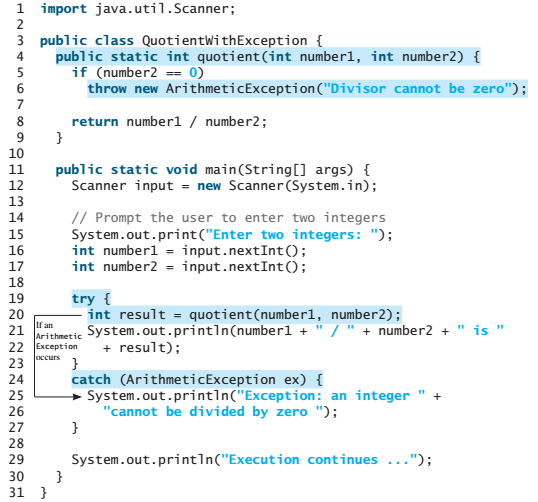 1 import java.util.Scanner;
2
3 public class QuotientWithException {
4 public static int quotient(int number1, int number2) {
5 if (number2 == 0)
6 throw new ArithmeticException("Divisor cannot be zero");
7
8 return number1 / number2;
9 }
10
11 public static void main(String[] args) {
12 Scanner input = new Scanner(System.in);
13
14 // Prompt the user to enter two integers
15 System.out.print("Enter two integers: ");
16 int number1 = input.nextInt();
17 int number2 = input.nextInt();
18
19 try {
20 int result = quotient(number1, number2);
21 System.out.println(number1 + " / " + number2 + " is "
22 + result);
23 }
24 catch (ArithmeticException ex) {
25 System.out.println("Exception: an integer " +
26 "cannot be divided by zero ");
27 }
28
29 System.out.println("Execution continues ...");
30 }
31 }
If an
Arithmetic
Exception
occurs